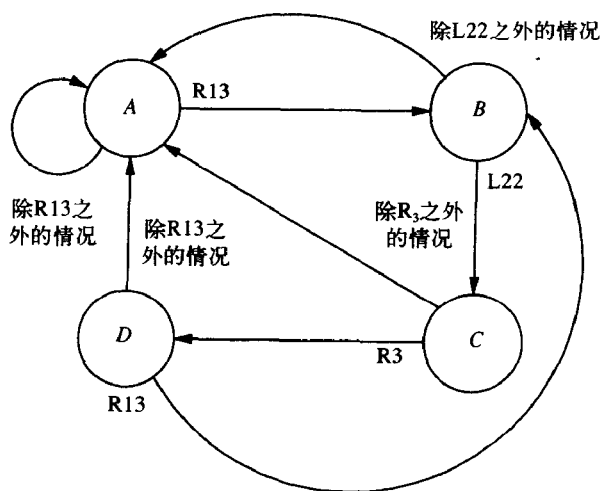 除L22之外的情况
A
R13
B
L22
除R13之
外的情况
除R13之
外的情况
除R₃之外
的情况
D
R3
C
R13